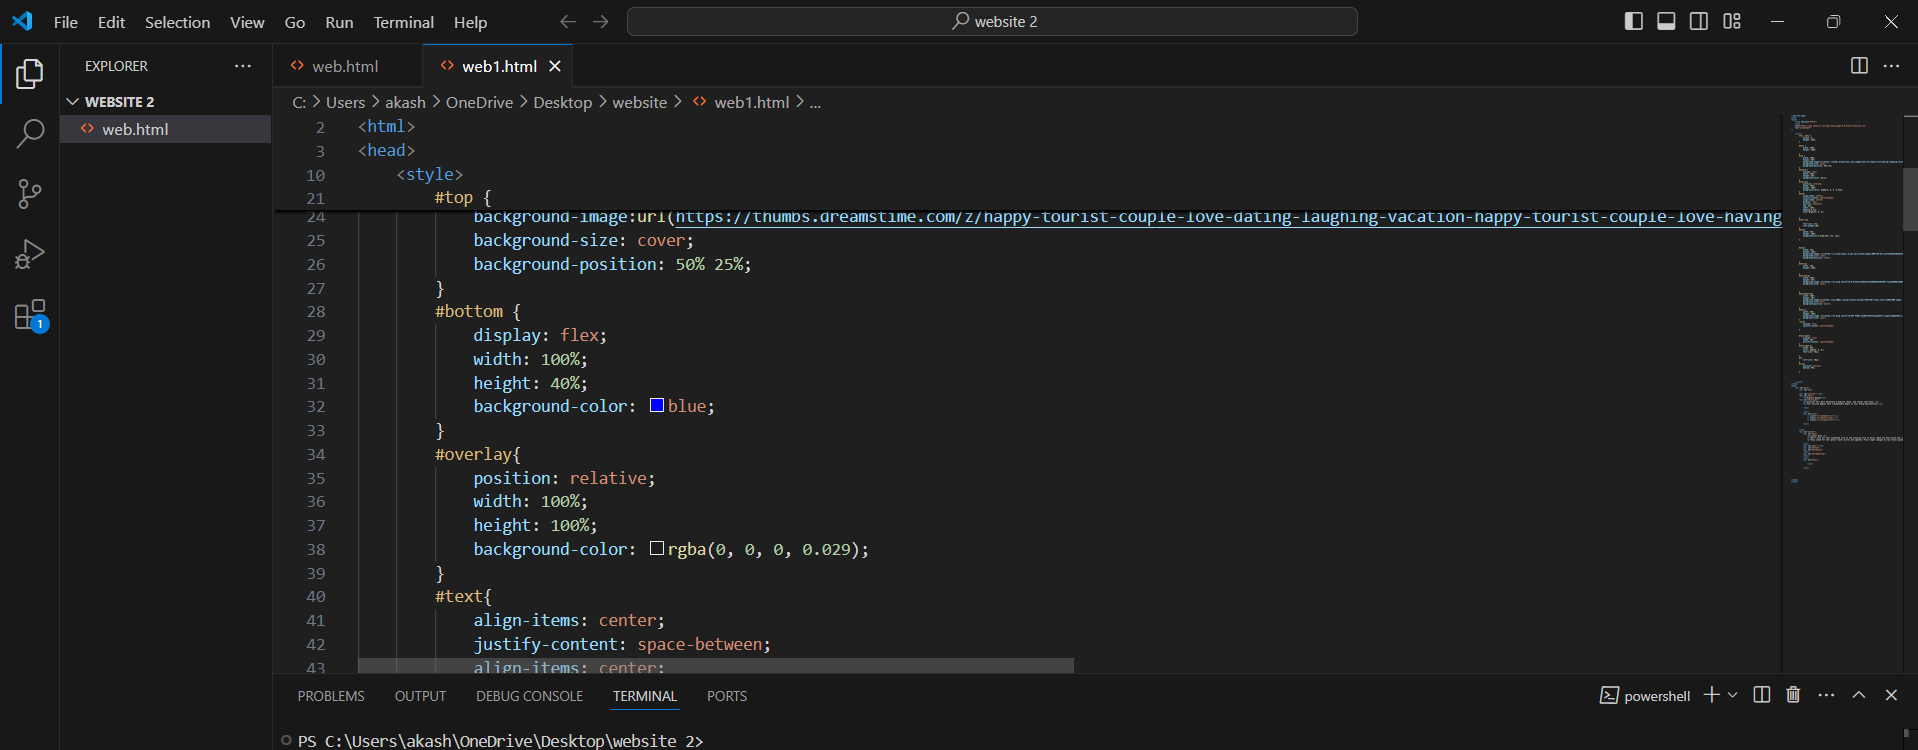 File Edit Selection View Go Run Terminal Help
website 2
EXPLORER
WEBSITE 2
web.html
1
web.html web1.html
C: > Users > akash > OneDrive > Desktop > website > web1.html > ...
2 <html>
3 <head>
10 <style>
21 #top {
24 background-image:url(https://thumbs.dreamstime.com/z/happy-tourist-couple-love-dating-laughing-vacation-happy-tourist-couple-love-having
25 background-size: cover;
26 background-position: 50% 25%;
27 }
28 #bottom {
29 display: flex;
30 width: 100%;
31 height: 40%;
32 background-color: blue;
33 }
34 #overlay{
35 position: relative;
36 width: 100%;
37 height: 100%;
38 background-color: rgba(0, 0, 0, 0.029);
39 }
40 #text{
41 align-items: center;
42 justify-content: space-between;
43 align-items: center;
PROBLEMS OUTPUT DEBUG CONSOLE TERMINAL PORTS
powershell
PS C:\Users\akash\OneDrive\Desktop\website 2>